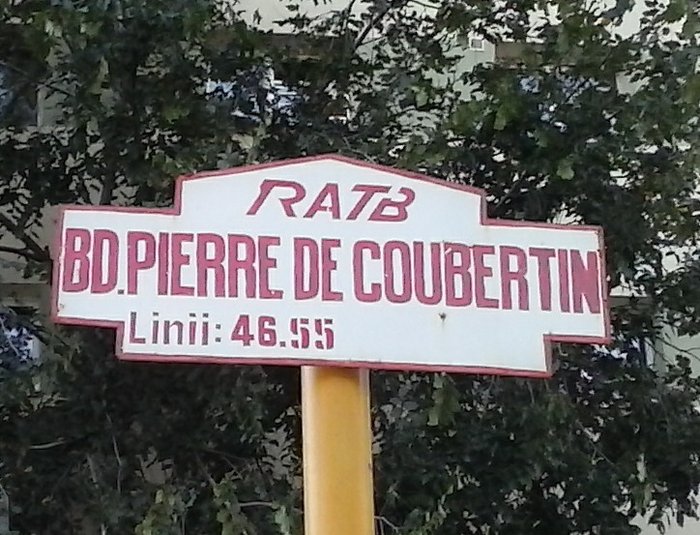 RATB
BD.PIERRE DE COUBERTIN
Linii: 46.55